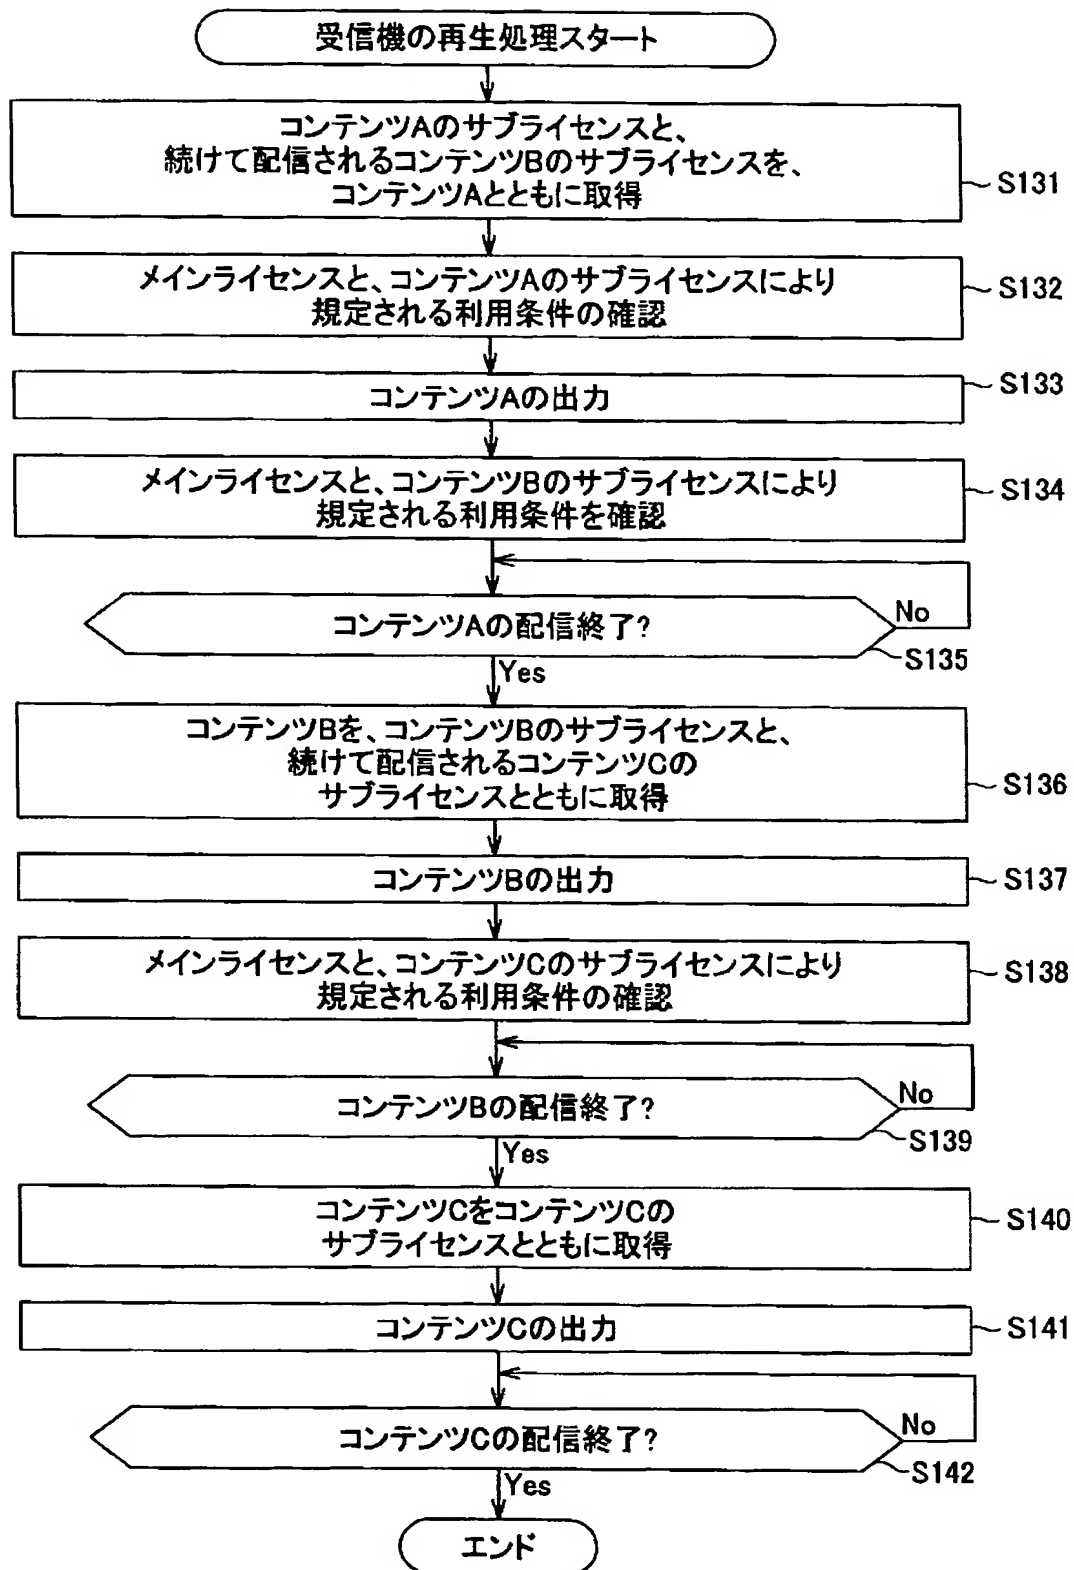 受信機の再生処理スタート
コンテンツAのサブライセンスと、
続けて配信されるコンテンツBのサブライセンスを、
コンテンツAとともに取得
S131
メインライセンスと、コンテンツAのサブライセンスにより
規定される利用条件の確認
S132
コンテンツAの出力
S133
メインライセンスと、コンテンツBのサブライセンスにより
規定される利用条件を確認
S134
コンテンツAの配信終了?
No
S135
Yes
コンテンツBを、コンテンツBのサブライセンスと、
続けて配信されるコンテンツCの
サブライセンスとともに取得
S136
コンテンツBの出力
S137
メインライセンスと、コンテンツCのサブライセンスにより
規定される利用条件の確認
S138
コンテンツBの配信終了?
No
S139
Yes
コンテンツCをコンテンツCの
サブライセンスとともに取得
S140
コンテンツCの出力
S141
コンテンツCの配信終了?
No
S142
Yes
エンド